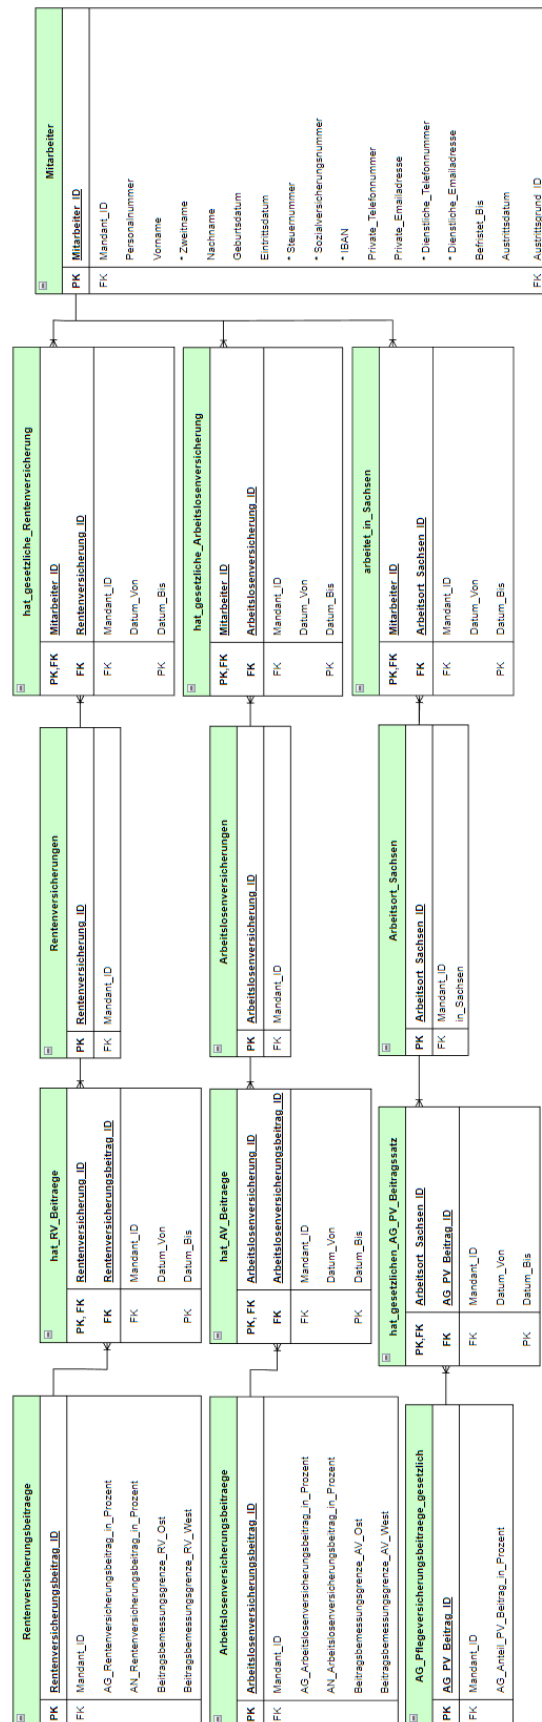 Mitarbeiter
PK Mitarbeiter_ID
FK Mandant_ID
Personalnummer
Vorname
* Zweitname
Nachname
Geburtsdatum
Eintrittsdatum
* Steuernummer
* Sozialversicherungsnummer
* IBAN
Private_Telefonnummer
Private_Emailadresse
* Dienstliche_Telefonnummer
* Dienstliche_Emailadresse
Befristet_Bis
Austrittsdatum
FK Austrittsgrund_ID
hat_gesetzliche_Rentenversicherung
PK,FK Mitarbeiter_ID
FK Rentenversicherung_ID
FK Mandant_ID
Datum_Von
PK Datum_Bis
hat_gesetzliche_Arbeitslosenversicherung
PK,FK Mitarbeiter_ID
FK Arbeitslosenversicherung_ID
FK Mandant_ID
Datum_Von
PK Datum_Bis
arbeitet_in_Sachsen
PK,FK Mitarbeiter_ID
FK Arbeitsort_Sachsen_ID
FK Mandant_ID
Datum_Von
PK Datum_Bis
Rentenversicherungen
PK Rentenversicherung_ID
FK Mandant_ID
Arbeitslosenversicherungen
PK Arbeitslosenversicherung_ID
FK Mandant_ID
Arbeitsort_Sachsen
PK Arbeitsort_Sachsen_ID
FK Mandant_ID
in_Sachsen
hat_RV_Beitraege
PK, FK Rentenversicherung_ID
FK Rentenversicherungsbeitrag_ID
FK Mandant_ID
Datum_Von
PK Datum_Bis
hat_AV_Beitraege
PK, FK Arbeitslosenversicherung_ID
FK Arbeitslosenversicherungsbeitrag_ID
FK Mandant_ID
Datum_Von
PK Datum_Bis
hat_gesetzlichen_AG_PV_Beitragssatz
PK,FK Arbeitsort_Sachsen_ID
FK AG_PV_Beitrag_ID
FK Mandant_ID
Datum_Von
PK Datum_Bis
Rentenversicherungsbeitraege
PK Rentenversicherungsbeitrag_ID
FK Mandant_ID
AG_Rentenversicherungsbeitrag_in_Prozent
AN_Rentenversicherungsbeitrag_in_Prozent
Beitragsbemessungsgrenze_RV_Ost
Beitragsbemessungsgrenze_RV_West
Arbeitslosenversicherungsbeitraege
PK Arbeitslosenversicherungsbeitrag_ID
FK Mandant_ID
AG_Arbeitslosenversicherungsbeitrag_in_Prozent
AN_Arbeitslosenversicherungsbeitrag_in_Prozent
Beitragsbemessungsgrenze_AV_Ost
Beitragsbemessungsgrenze_AV_West
AG_Pflegeversicherungsbeitraege_gesetzlich
PK AG_PV_Beitrag_ID
FK Mandant_ID
AG_Anteil_PV_Beitrag_in_Prozent